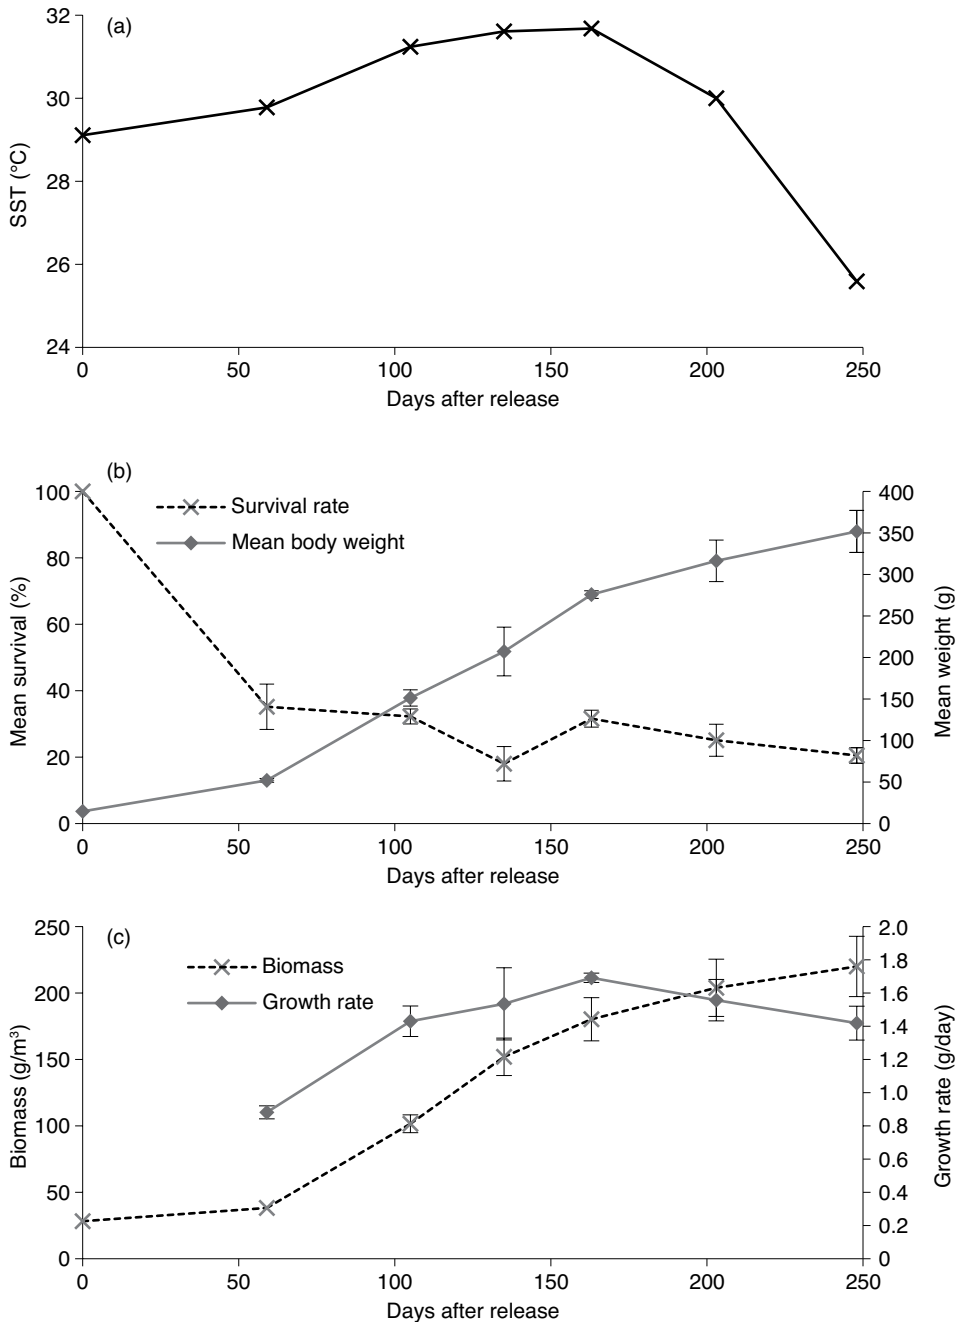 (a)
32
30
28
26
24
SST (°C)
0 50 100 150 200 250
Days after release
(b)
100
80
60
40
20
0
Mean survival (%)
Survival rate
Mean body weight
400
350
300
250
200
150
100
50
0
Mean weight (g)
0 50 100 150 200 250
Days after release
(c)
250
200
150
100
50
0
Biomass (g/m³)
Biomass
Growth rate
2.0
1.8
1.6
1.4
1.2
1.0
0.8
0.6
0.4
0.2
0
Growth rate (g/day)
0 50 100 150 200 250
Days after release